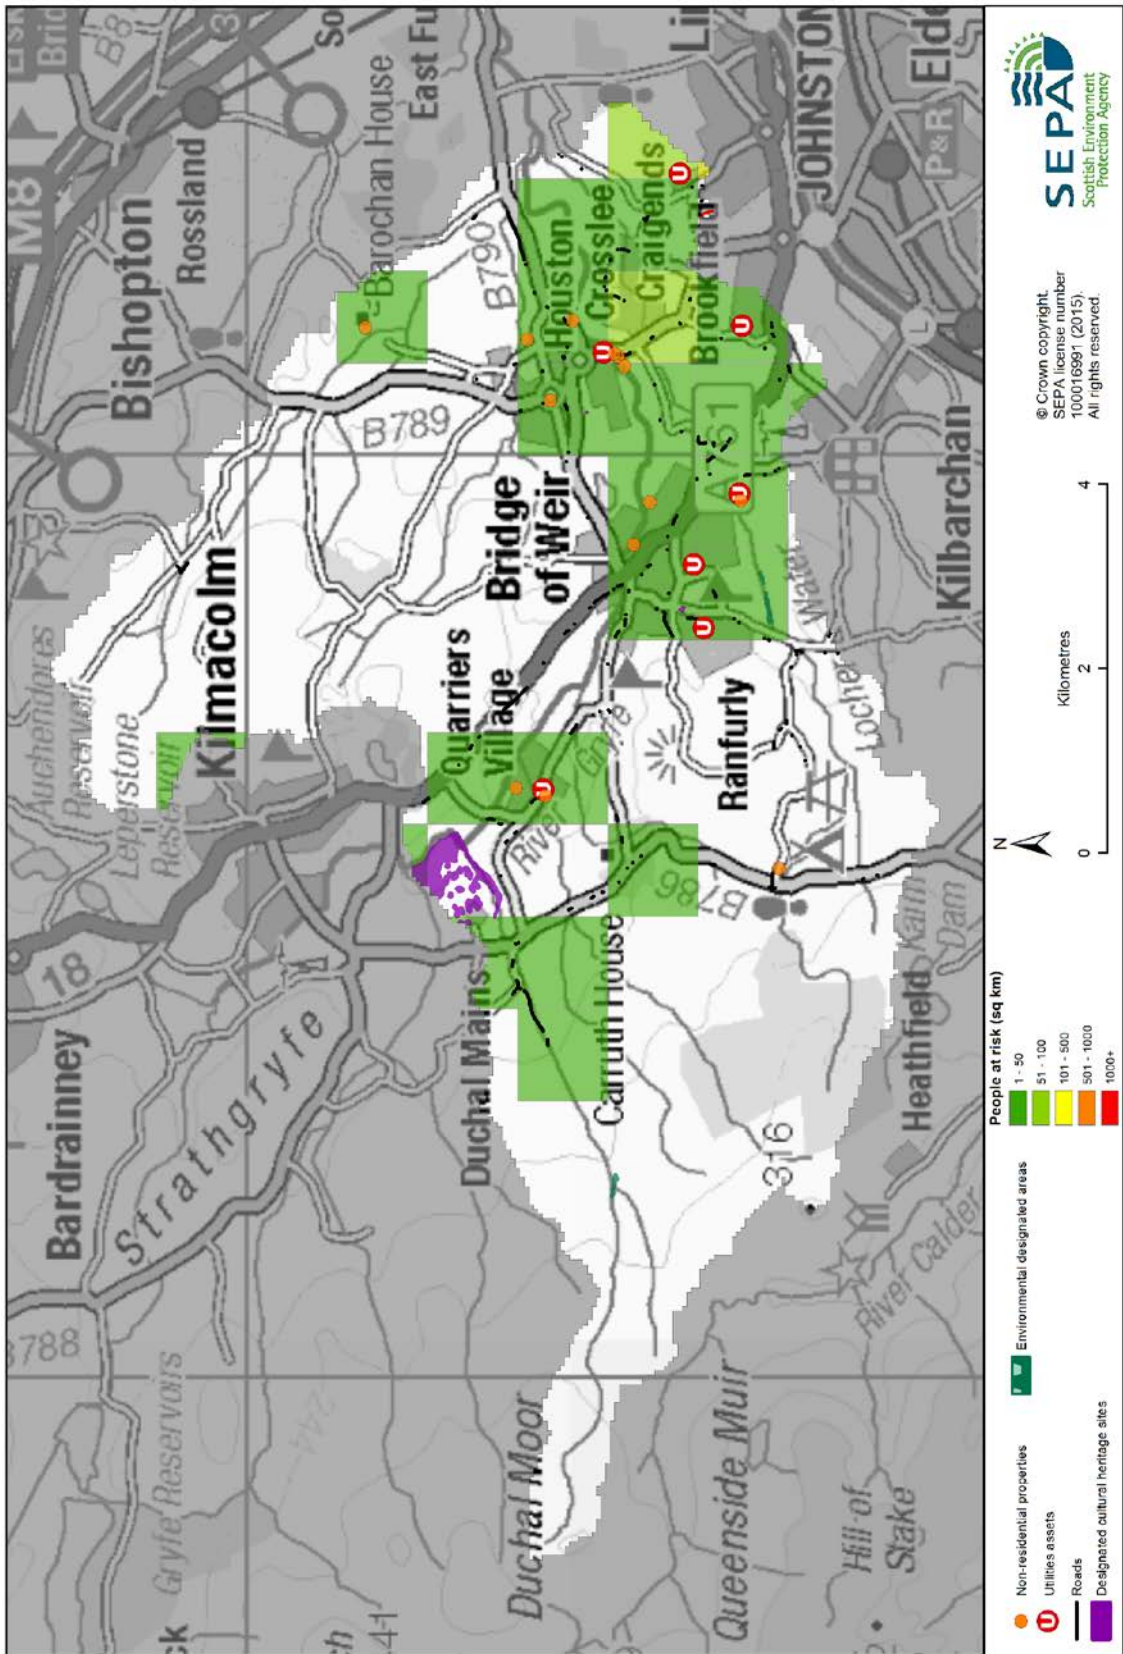 Bardrainney
Strathgryfe
Gryfe Reservoirs
Auchendores
Reservoir
Leperstone
Reservoir
Kilmacolm
Bishopton
Rossland
M8
Barochan House
B789
B790
Quarriers
Village
Bridge
of Weir
Houston
Crosslee
Craigends
Brookfield
JOHNSTON
P&R
Duchal Moor
Duchal Mains
River
Gryfe
Carruth House
B786
A761
Ranfurly
Locher
Water
Kilbarchan
Queenside Muir
Hill of
Stake
River Calder
316
Heathfield
Kaim
Dam
18
Non-residential properties
U Utilities assets
Roads
Designated cultural heritage sites
Environmental designated areas
People at risk (sq km)
1 - 50
51 - 100
101 - 500
501 - 1000
1000+
N
0 2 4
Kilometres
© Crown copyright.
SEPA license number
100016991 (2015).
All rights reserved.
SEPA
Scottish Environment
Protection Agency